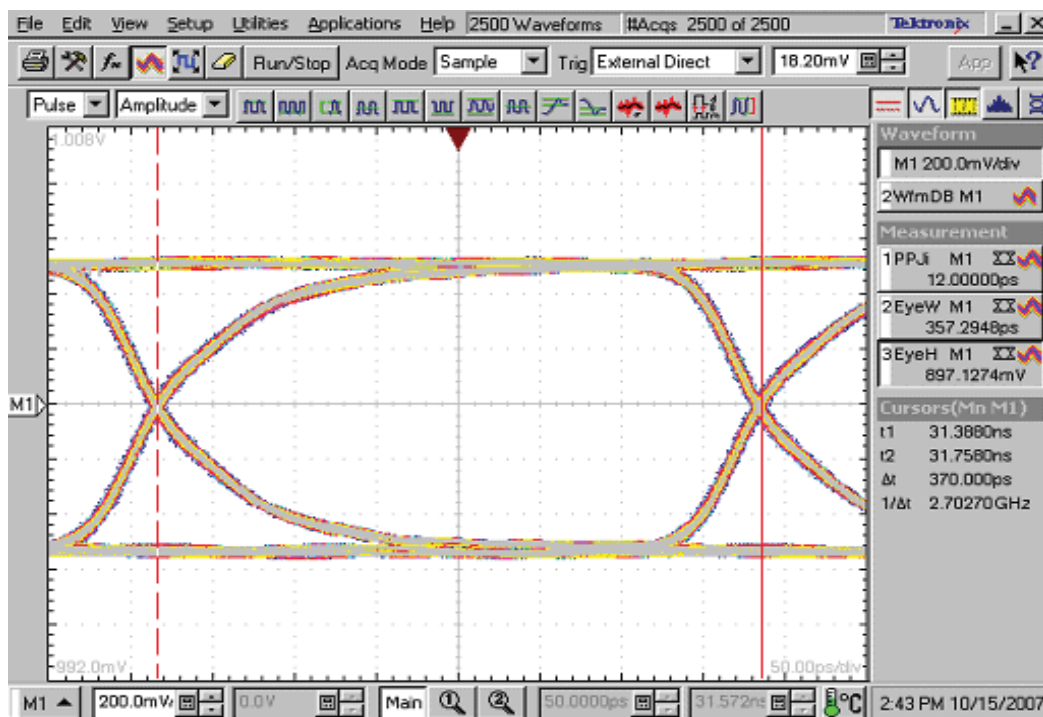 File Edit View Setup Utilities Applications Help 2500 Waveforms #Acqs 2500 of 2500 Tektronix
Run/Stop Acq Mode Sample Trig External Direct 18.20mV App
Pulse Amplitude
1.008V
Waveform
M1 200.0mV/div
2WfmDB M1
Measurement
1PPJi M1
12.00000ps
2EyeW M1
357.2948ps
3EyeH M1
897.1274mV
M1
Cursors(Mn M1)
t1 31.3880ns
t2 31.7580ns
Δt 370.000ps
1/Δt 2.70270GHz
-992.0mV 50.00ps/div
M1 200.0mV/ 0.0V Main 1 2 50.0000ps 31.572ns °C 2:43 PM 10/15/2007